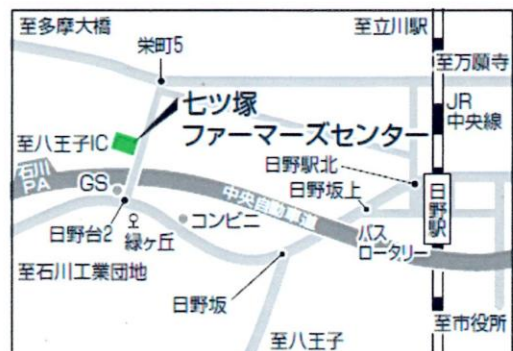 至多摩大橋
至立川駅
栄町5
至万願寺
七ツ塚
ファーマーズセンター
JR
中央線
至八王子IC
日野駅北
石川
PA
GS
日野坂上
日野駅
中央自動車道
日野台2
コンビニ
緑ヶ丘
バス
ロータリー
至石川工業団地
日野坂
至八王子
至市役所